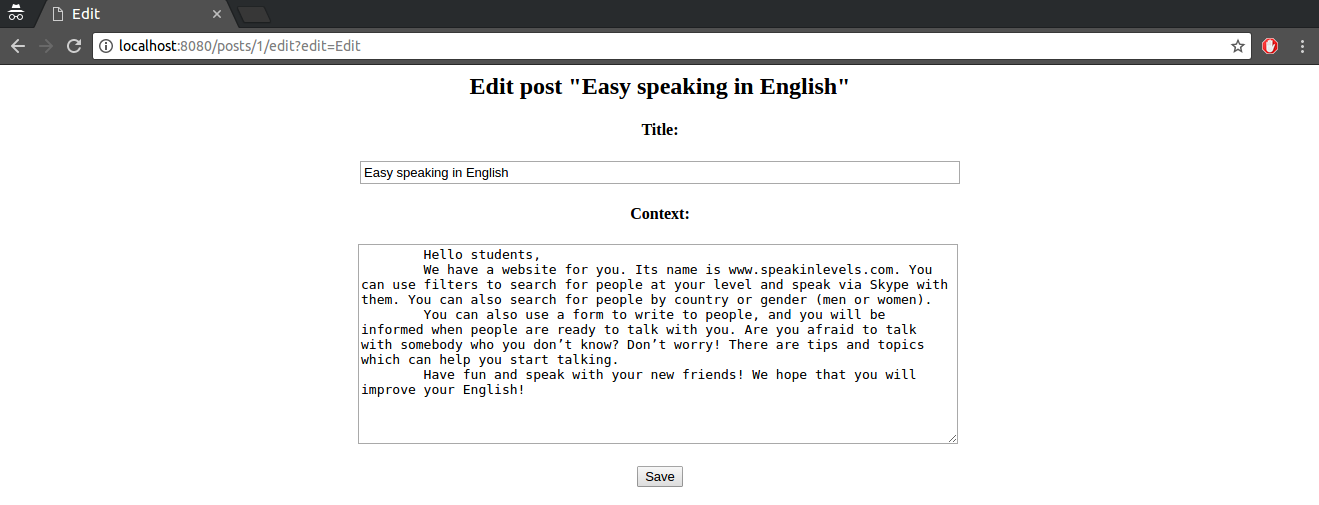 Edit
localhost:8080/posts/1/edit?edit=Edit
Edit post "Easy speaking in English"
Title:
Easy speaking in English
Context:
Hello students,
We have a website for you. Its name is www.speakinlevels.com. You
can use filters to search for people at your level and speak via Skype with
them. You can also search for people by country or gender (men or women).
You can also use a form to write to people, and you will be
informed when people are ready to talk with you. Are you afraid to talk
with somebody who you don’t know? Don’t worry! There are tips and topics
which can help you start talking.
Have fun and speak with your new friends! We hope that you will
improve your English!
Save